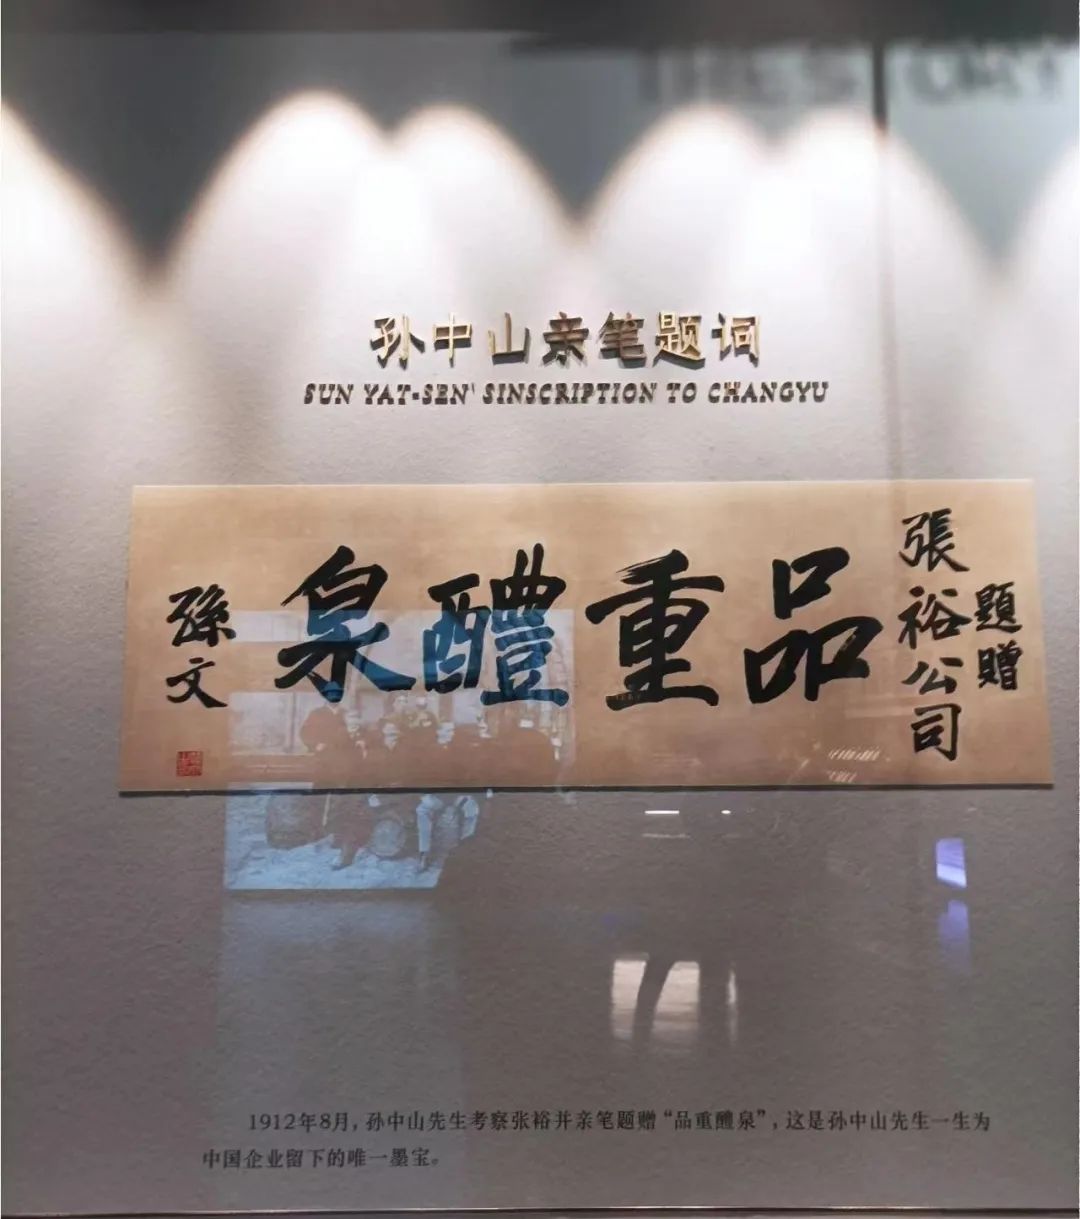 孙中山亲笔题词
SUN YAT-SEN' SINSCRIPTION TO CHANGYU
題贈
張裕公司
品重醴泉
孫文
1912年8月，孙中山先生考察张裕并亲笔题赠“品重醴泉”，这是孙中山先生一生为
中国企业留下的唯一墨宝。